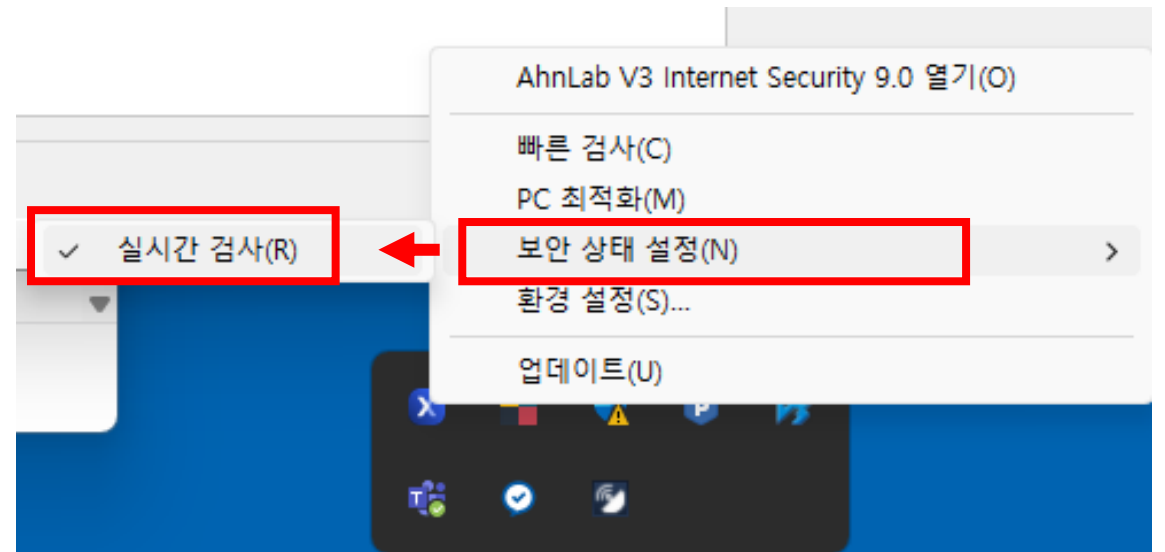 AhnLab V3 Internet Security 9.0 열기(O)
빠른 검사(C)
PC 최적화(M)
보안 상태 설정(N)
실시간 검사(R)
환경 설정(S)...
업데이트(U)